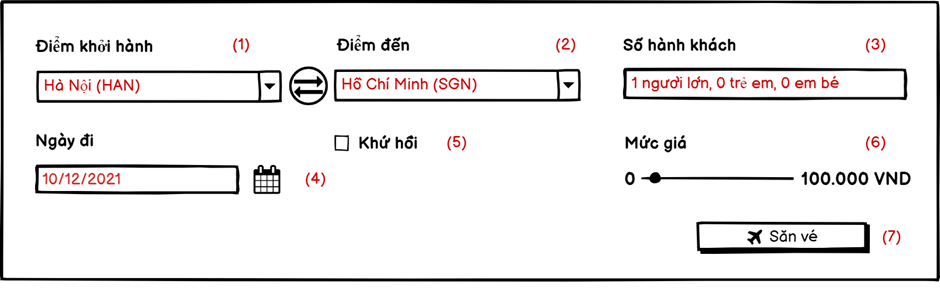 Điểm khởi hành (1)
Điểm đến (2)
Số hành khách (3)
Hà Nội (HAN)
Hồ Chí Minh (SGN)
1 người lớn, 0 trẻ em, 0 em bé
Ngày đi
Khứ hồi (5)
Mức giá (6)
10/12/2021 (4)
0 100.000 VND
Săn vé (7)